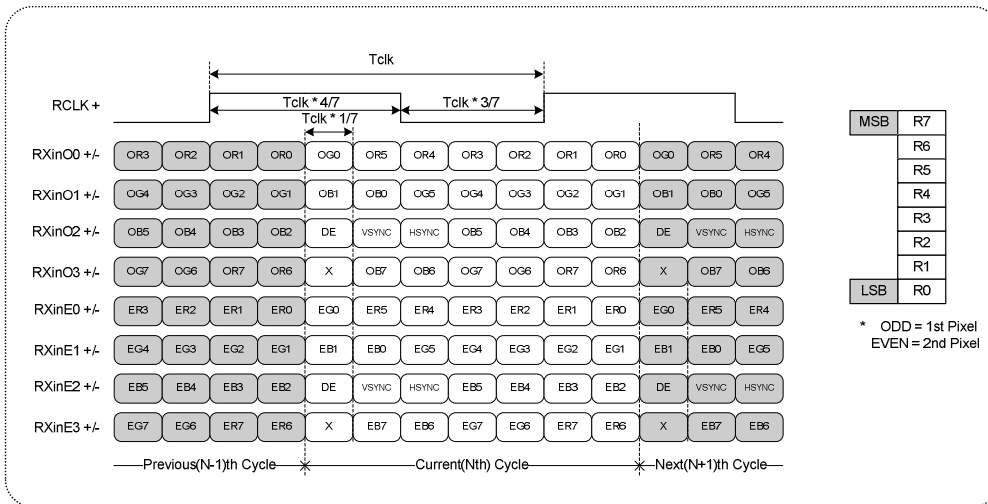 Tclk
RCLK +
Tclk * 4/7
Tclk * 3/7
Tclk * 1/7
RXinO0 +/- OR3 OR2 OR1 OR0 OG0 OR5 OR4 OR3 OR2 OR1 OR0 OG0 OR5 OR4
RXinO1 +/- OG4 OG3 OG2 OG1 OB1 OB0 OG5 OG4 OG3 OG2 OG1 OB1 OB0 OG5
RXinO2 +/- OB5 OB4 OB3 OB2 DE VSYNC HSYNC OB5 OB4 OB3 OB2 DE VSYNC HSYNC
RXinO3 +/- OG7 OG6 OR7 OR6 X OB7 OB6 OG7 OG6 OR7 OR6 X OB7 OB6
RXinE0 +/- ER3 ER2 ER1 ER0 EG0 ER5 ER4 ER3 ER2 ER1 ER0 EG0 ER5 ER4
RXinE1 +/- EG4 EG3 EG2 EG1 EB1 EB0 EG5 EG4 EG3 EG2 EG1 EB1 EB0 EG5
RXinE2 +/- EB5 EB4 EB3 EB2 DE VSYNC HSYNC EB5 EB4 EB3 EB2 DE VSYNC HSYNC
RXinE3 +/- EG7 EG6 ER7 ER6 X EB7 EB6 EG7 EG6 ER7 ER6 X EB7 EB6
Previous(N-1)th Cycle
Current(Nth) Cycle
Next(N+1)th Cycle
MSB R7
R6
R5
R4
R3
R2
R1
LSB R0
* ODD = 1st Pixel
EVEN = 2nd Pixel